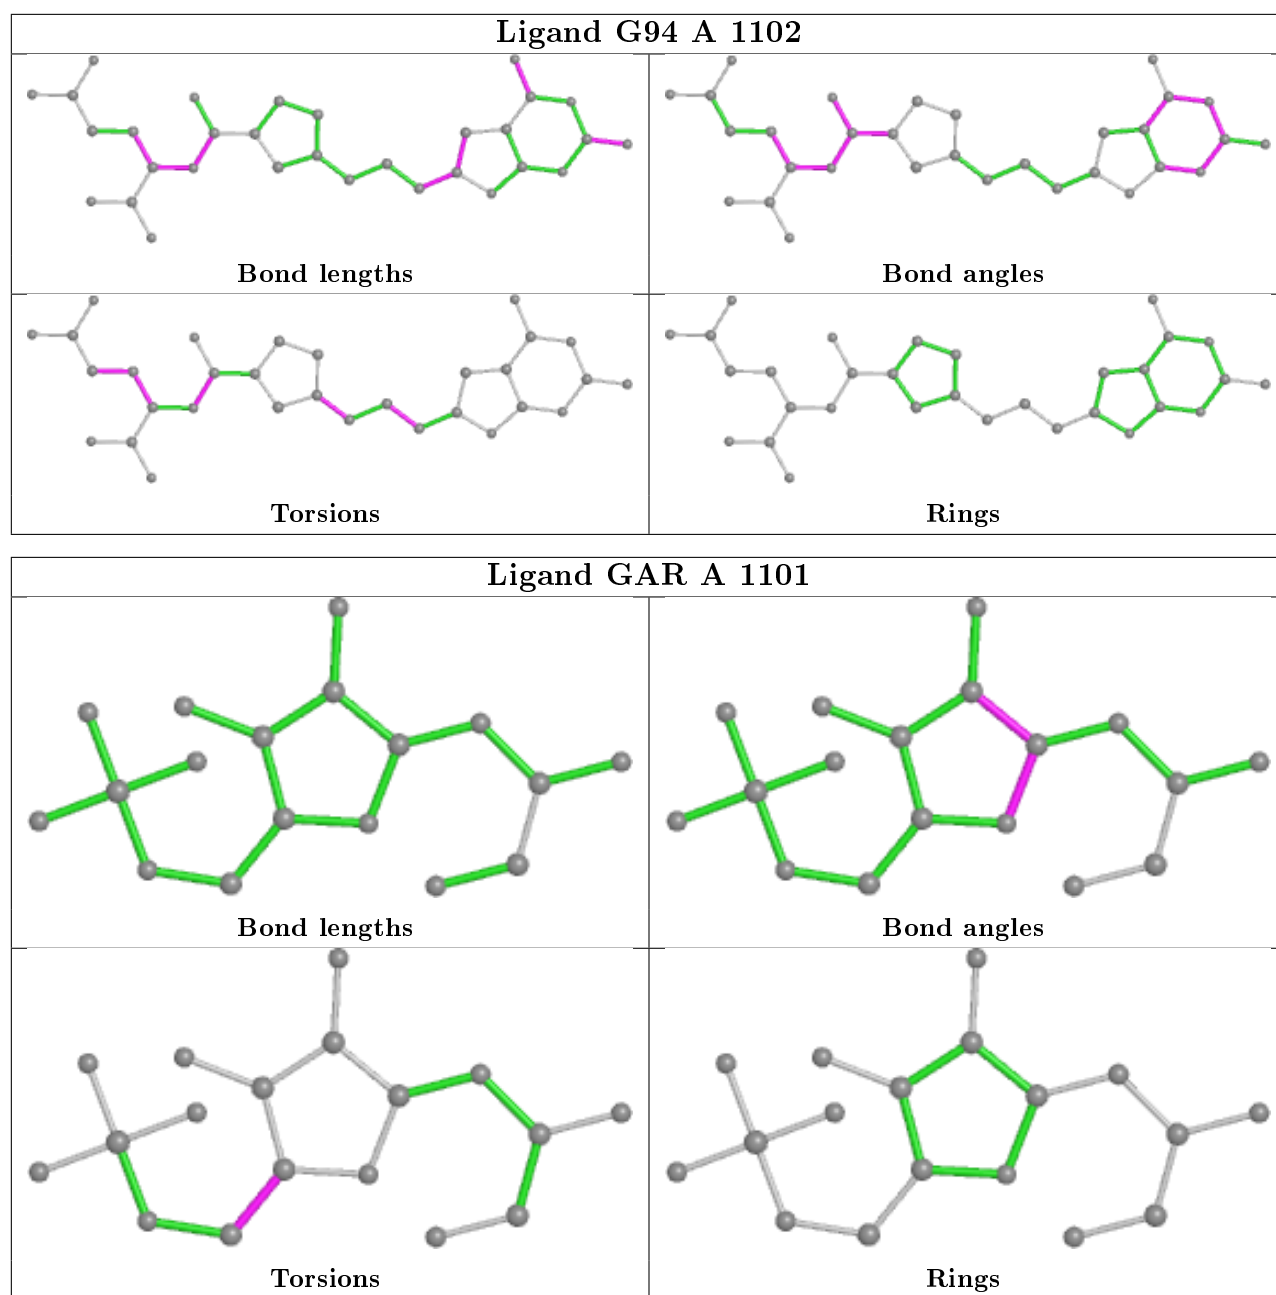 Ligand G94 A 1102
Bond lengths
Bond angles
Torsions
Rings
Ligand GAR A 1101
Bond lengths
Bond angles
Torsions
Rings